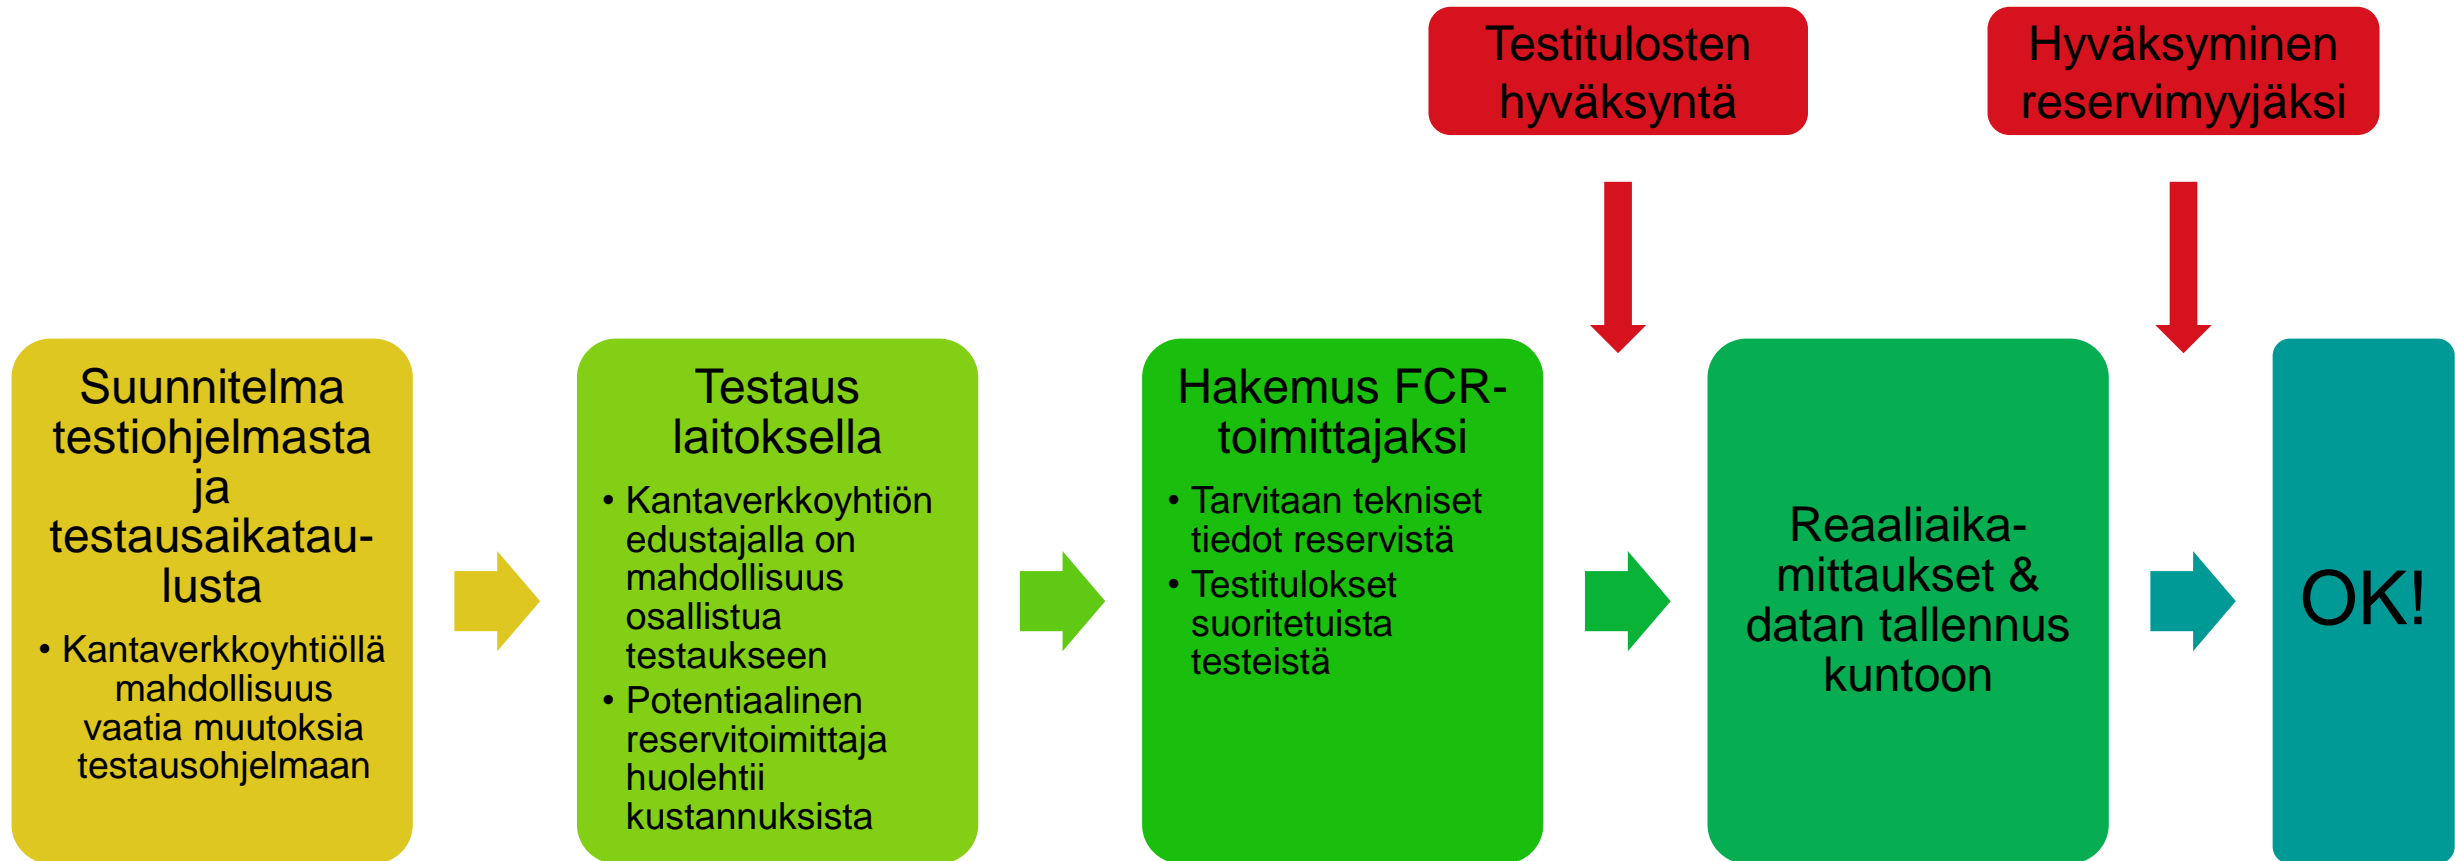 Testitulosten
hyväksyntä
Hyväksyminen
reservimyyjäksi
Suunnitelma
testiohjelmasta
ja
testausaikatau-
lusta
• Kantaverkkoyhtiöllä
mahdollisuus
vaatia muutoksia
testausohjelmaan
Testaus
laitoksella
• Kantaverkkoyhtiön
edustajalla on
mahdollisuus
osallistua
testaukseen
• Potentiaalinen
reservitoimittaja
huolehtii
kustannuksista
Hakemus FCR-
toimittajaksi
• Tarvitaan tekniset
tiedot reservistä
• Testitulokset
suoritetuista
testeistä
Reaaliaika-
mittaukset &
datan tallennus
kuntoon
OK!